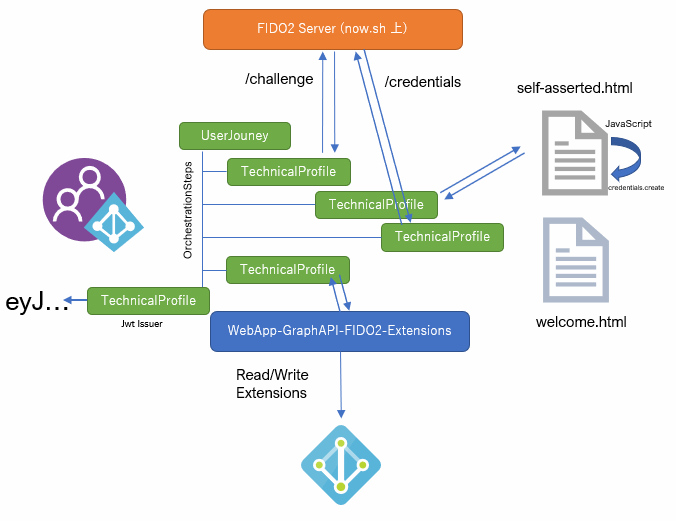 FIDO2 Server (now.sh 上)
/challenge
/credentials
self-asserted.html
JavaScript
credentials.create
UserJouney
OrchestrationSteps
TechnicalProfile
TechnicalProfile
TechnicalProfile
TechnicalProfile
eyJ...
TechnicalProfile
Jwt Issuer
welcome.html
WebApp-GraphAPI-FIDO2-Extensions
Read/Write
Extensions